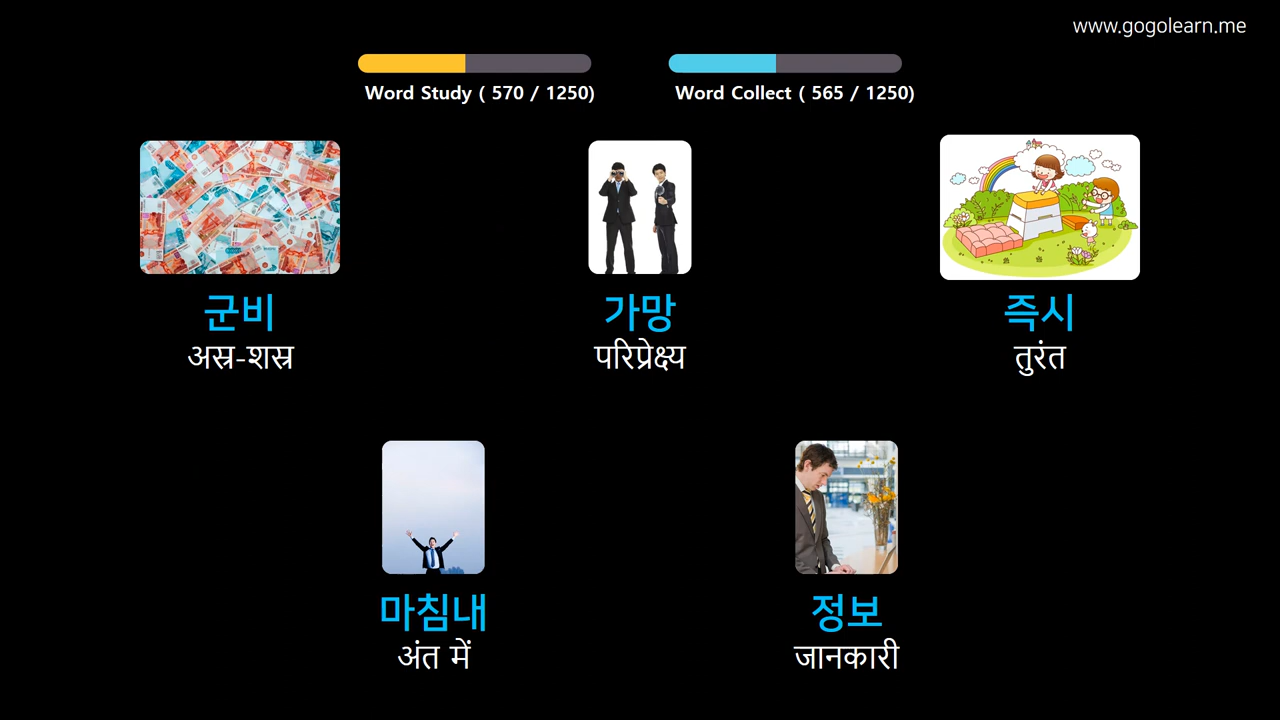 www.gogolearn.me
Word Study ( 570 / 1250)
Word Collect ( 565 / 1250)
군비
अस्र-शस्र
가망
परिप्रेक्ष्य
즉시
तुरंत
마침내
अंत में
정보
जानकारी